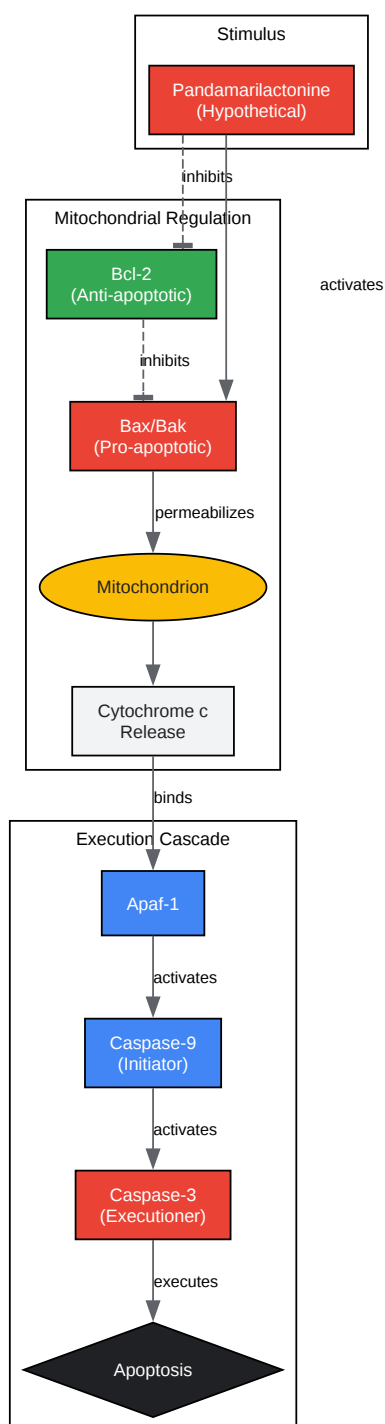 Stimulus
Pandamarilactonine
(Hypothetical)
inhibits
Mitochondrial Regulation
Bcl-2
(Anti-apoptotic)
activates
inhibits
Bax/Bak
(Pro-apoptotic)
permeabilizes
Mitochondrion
Cytochrome c
Release
binds
Execution Cascade
Apaf-1
activates
Caspase-9
(Initiator)
activates
Caspase-3
(Executioner)
executes
Apoptosis